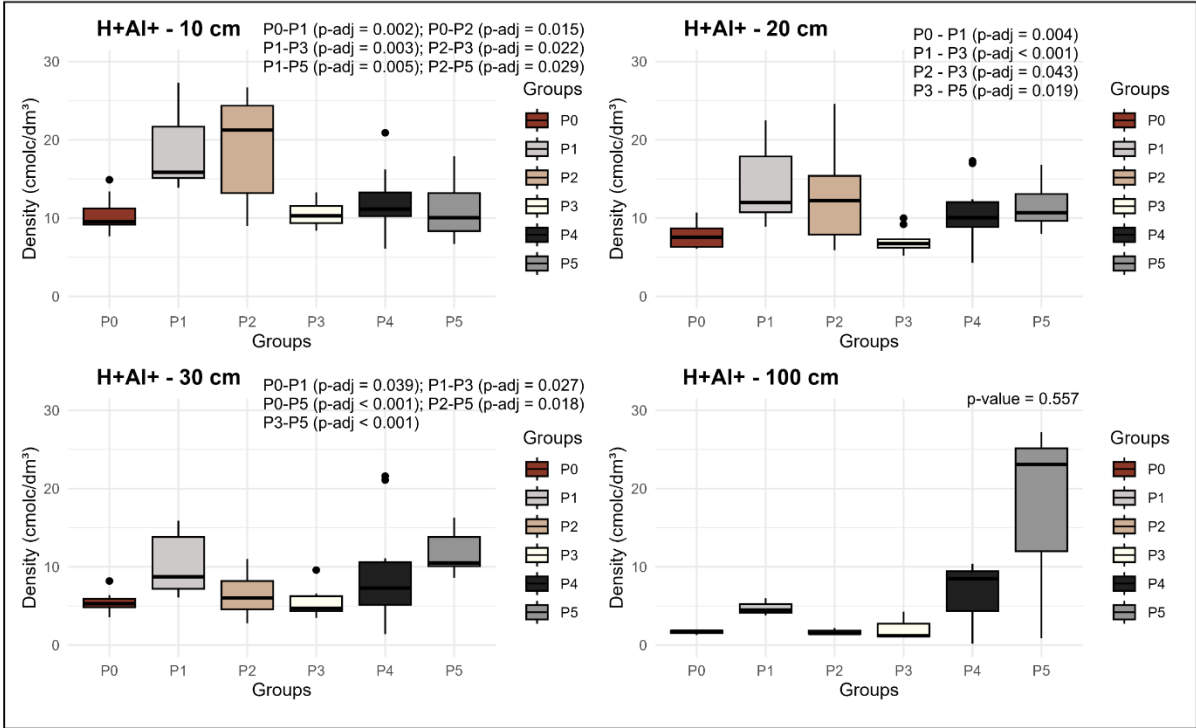 H+Al+ - 10 cm
P0-P1 (p-adj = 0.002); P0-P2 (p-adj = 0.015)
P1-P3 (p-adj = 0.003); P2-P3 (p-adj = 0.022)
P1-P5 (p-adj = 0.005); P2-P5 (p-adj = 0.029)
Density (cmolc/dm³)
30
20
10
0
P0
P1
P2
P3
P4
P5
Groups
Groups
P0
P1
P2
P3
P4
P5
H+Al+ - 20 cm
P0 - P1 (p-adj = 0.004)
P1 - P3 (p-adj < 0.001)
P2 - P3 (p-adj = 0.043)
P3 - P5 (p-adj = 0.019)
Density (cmolc/dm³)
30
20
10
0
P0
P1
P2
P3
P4
P5
Groups
Groups
P0
P1
P2
P3
P4
P5
H+Al+ - 30 cm
P0-P1 (p-adj = 0.039); P1-P3 (p-adj = 0.027)
P0-P5 (p-adj < 0.001); P2-P5 (p-adj = 0.018)
P3-P5 (p-adj < 0.001)
Density (cmolc/dm³)
30
20
10
0
P0
P1
P2
P3
P4
P5
Groups
Groups
P0
P1
P2
P3
P4
P5
H+Al+ - 100 cm
p-value = 0.557
Density (cmolc/dm³)
30
20
10
0
P0
P1
P2
P3
P4
P5
Groups
Groups
P0
P1
P2
P3
P4
P5